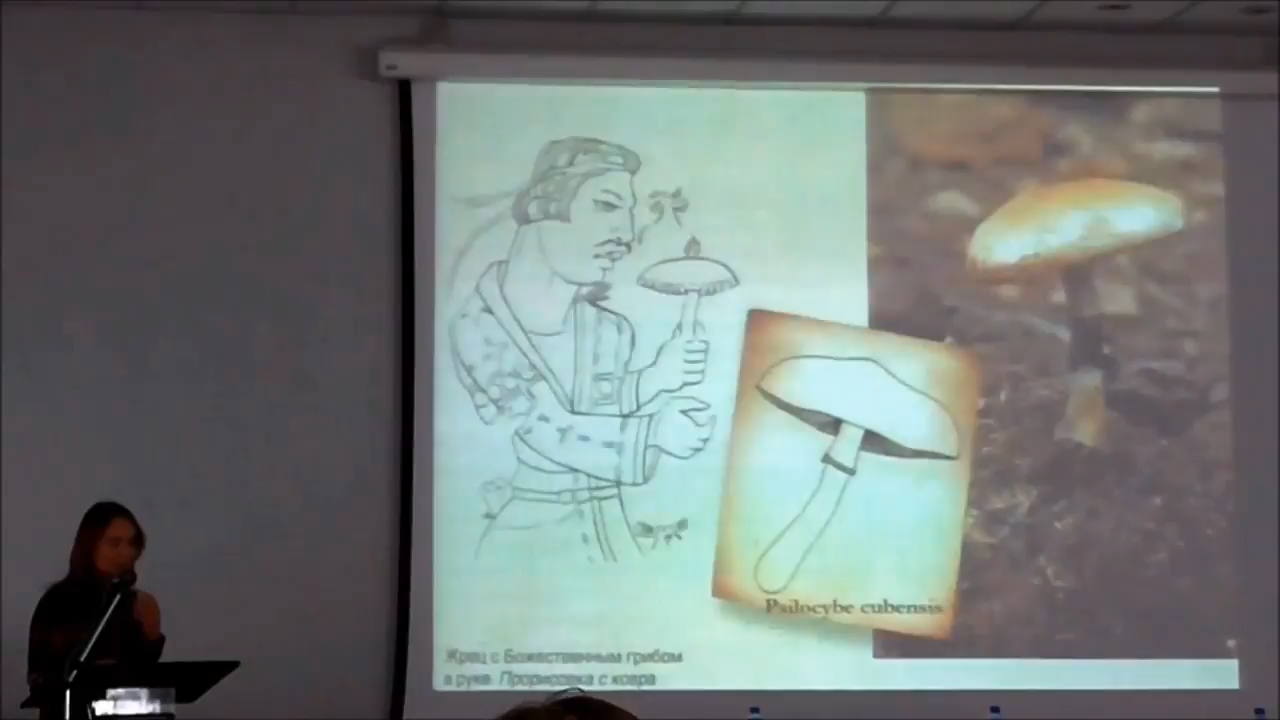 Жрец с Божественным грибом
в руке. Прорисовка с ковра
Psilocybe cubensis